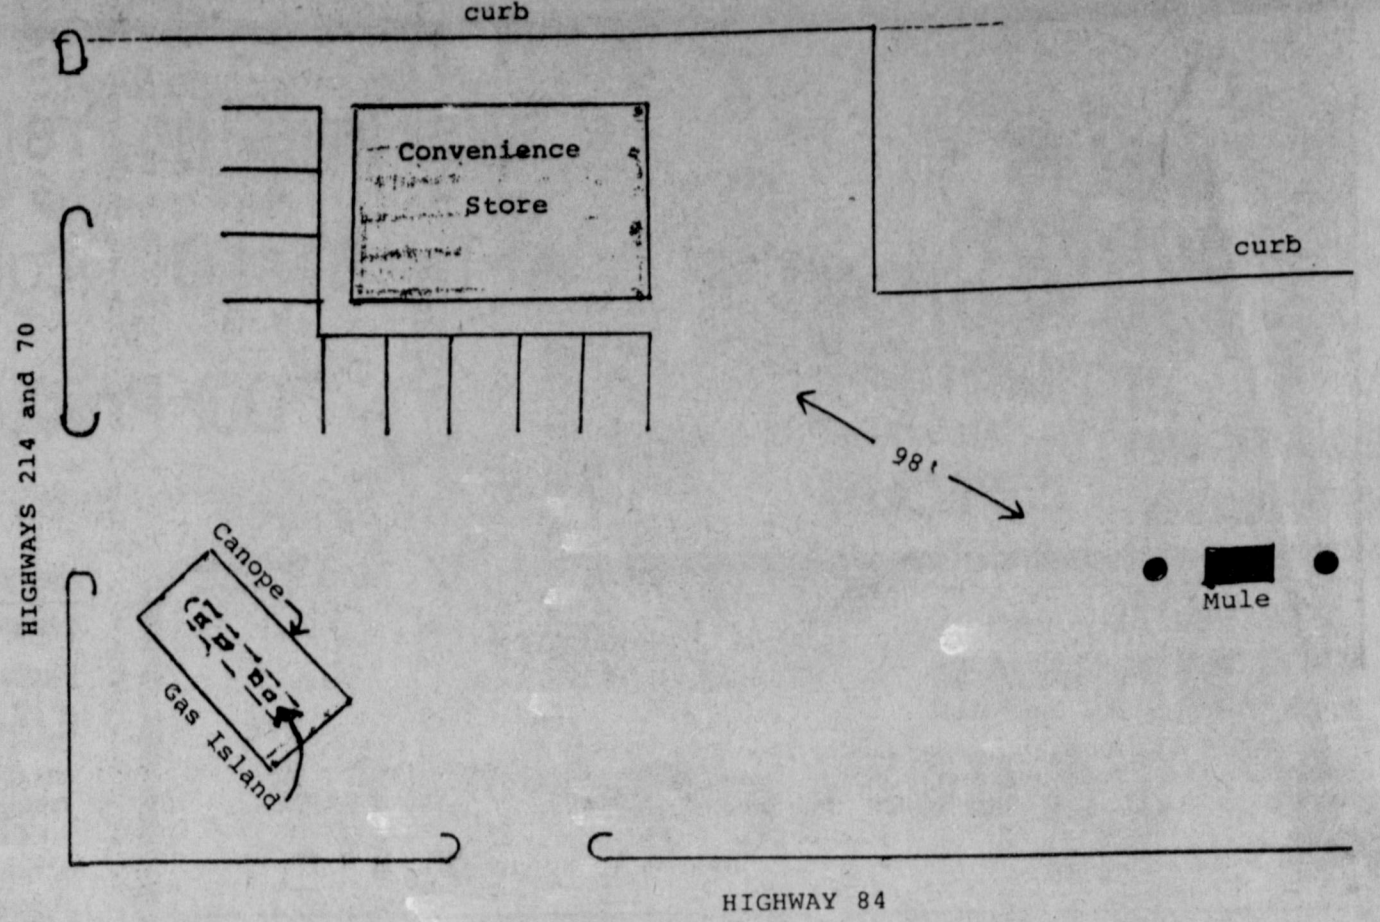 curb
Convenience
Store
curb
HIGHWAYS 214 and 70
98'
Canope
Mule
Gas Island
HIGHWAY 84